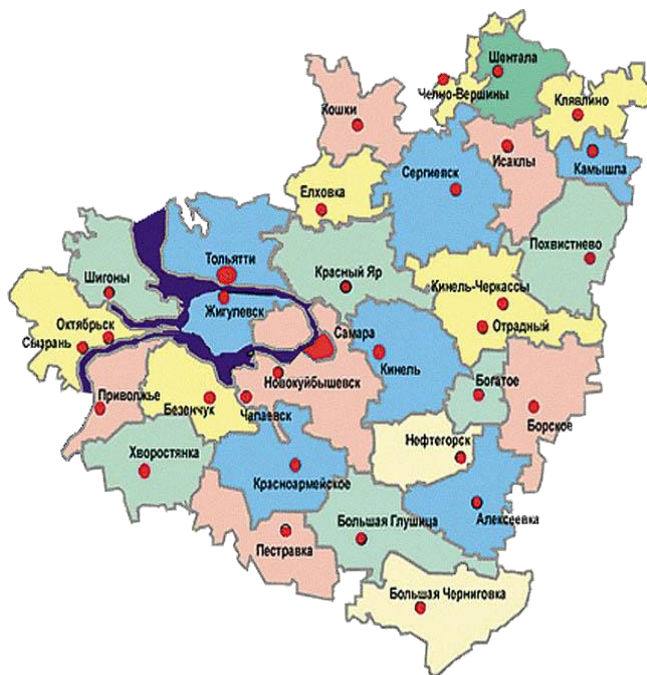 Шентала
Челно-Вершины
Клявлино
Кошки
Исаклы
Камышла
Сергиевск
Елховка
Похвистнево
Тольятти
Красный Яр
Шигоны
Кинель-Черкассы
Жигулевск
Октябрьск
Отрадный
Самара
Сызрань
Кинель
Новокуйбышевск
Богатое
Приволжье
Безенчук
Чапаевск
Борское
Нефтегорск
Хворостянка
Красноармейское
Большая Глушица
Алексеевка
Пестравка
Большая Черниговка